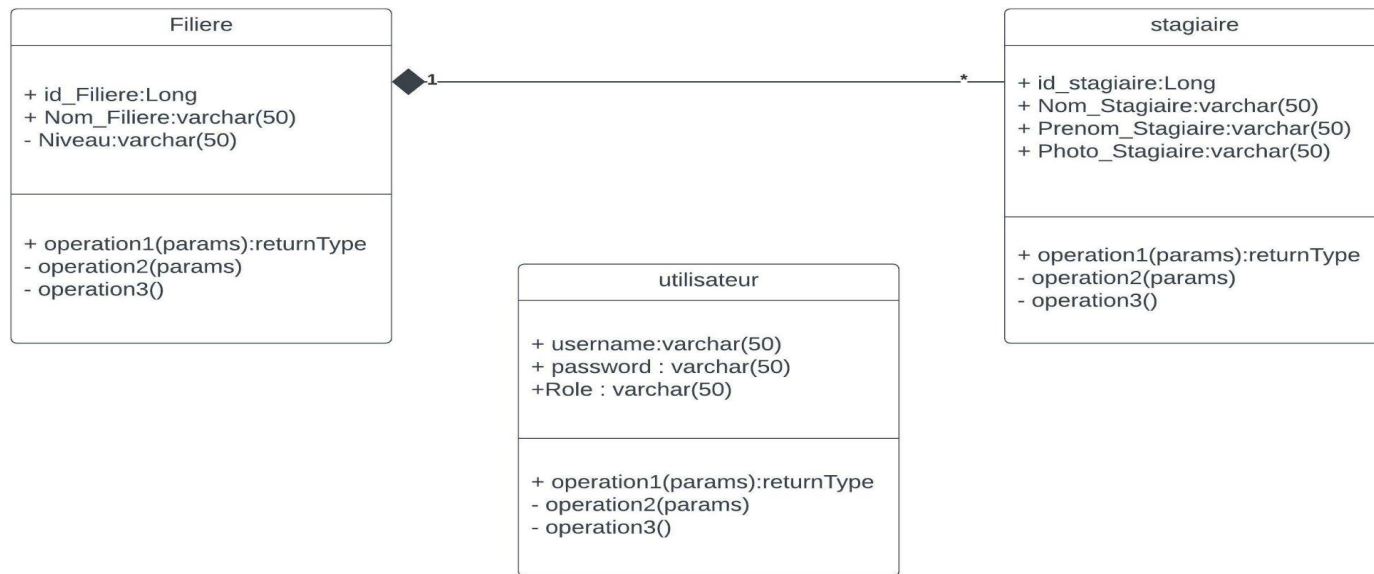 Filiere
+ id_Filiere:Long
+ Nom_Filiere:varchar(50)
- Niveau:varchar(50)
+ operation1(params):returnType
- operation2(params)
- operation3()
1
*
stagiaire
+ id_stagiaire:Long
+ Nom_Stagiaire:varchar(50)
+ Prenom_Stagiaire:varchar(50)
+ Photo_Stagiaire:varchar(50)
+ operation1(params):returnType
- operation2(params)
- operation3()
utilisateur
+ username:varchar(50)
+ password : varchar(50)
+Role : varchar(50)
+ operation1(params):returnType
- operation2(params)
- operation3()